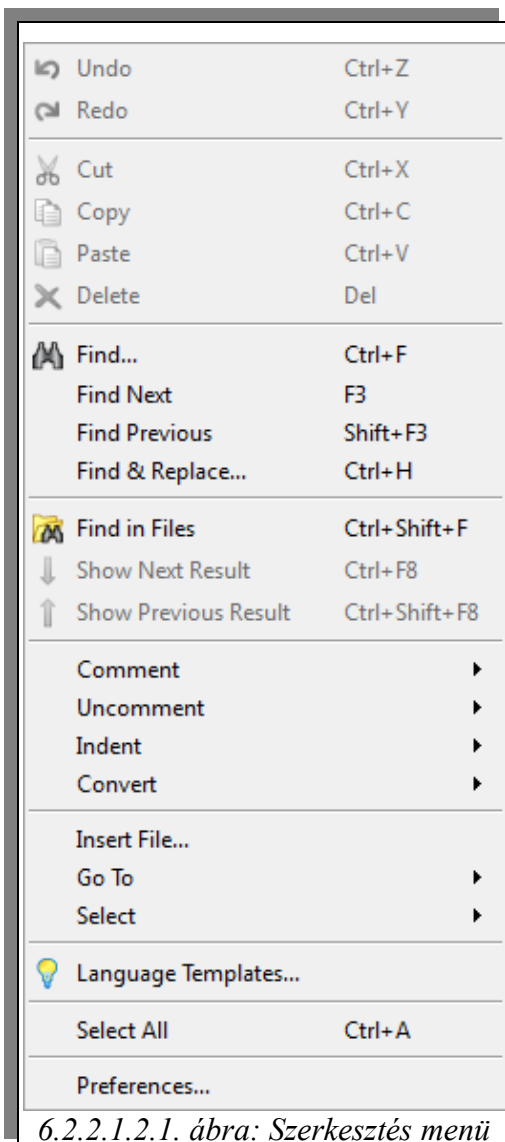 Undo Ctrl+Z
Redo Ctrl+Y
Cut Ctrl+X
Copy Ctrl+C
Paste Ctrl+V
Delete Del
Find... Ctrl+F
Find Next F3
Find Previous Shift+F3
Find & Replace... Ctrl+H
Find in Files Ctrl+Shift+F
Show Next Result Ctrl+F8
Show Previous Result Ctrl+Shift+F8
Comment
Uncomment
Indent
Convert
Insert File...
Go To
Select
Language Templates...
Select All Ctrl+A
Preferences...
6.2.2.1.2.1. ábra: Szerkesztés menü